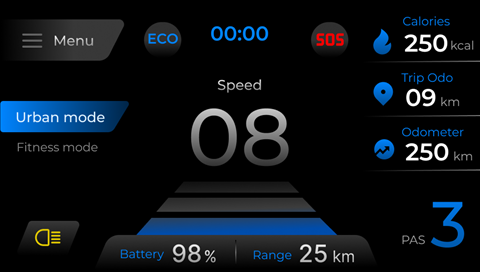 Menu
ECO
00:00
SOS
Calories
250 kcal
Speed
08
Trip Odo
09 km
Urban mode
Fitness mode
Odometer
250 km
PAS 3
Battery 98% Range 25 km